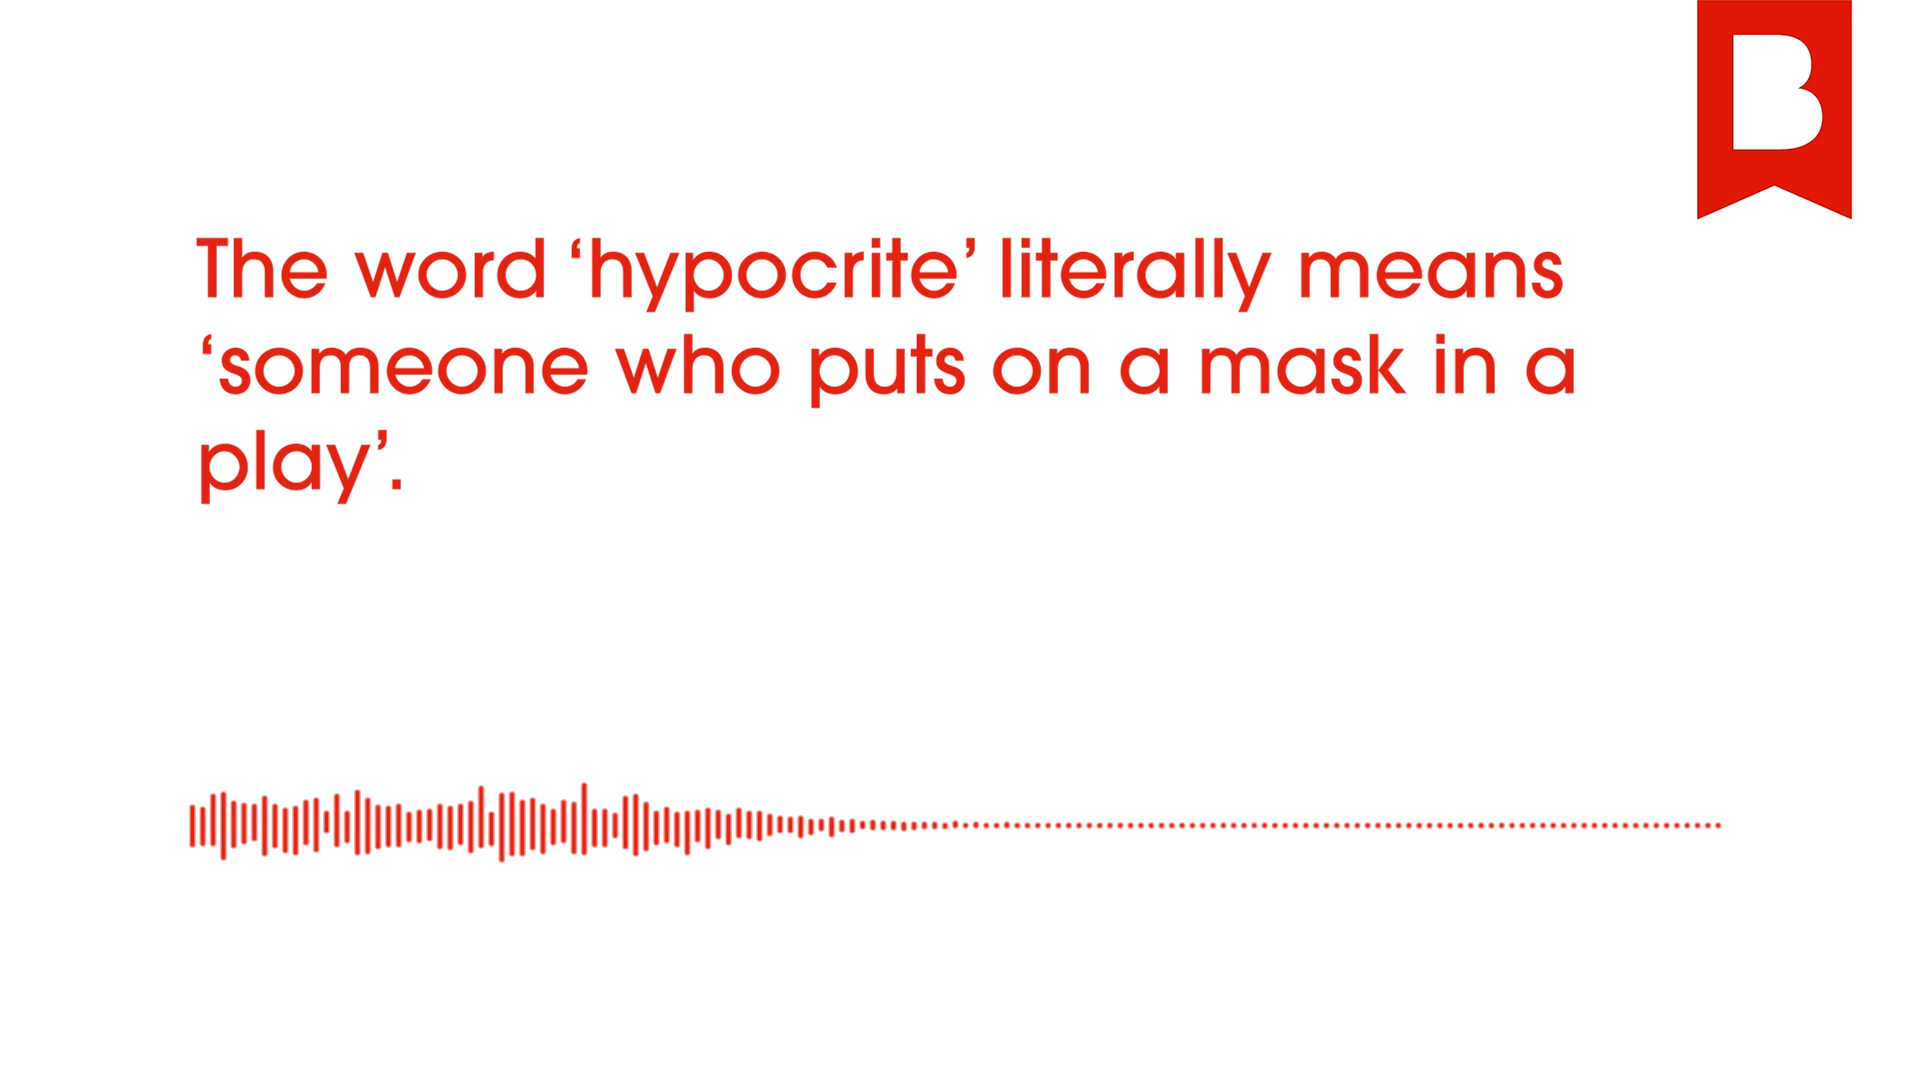 B
The word ‘hypocrite’ literally means
‘someone who puts on a mask in a
play’.